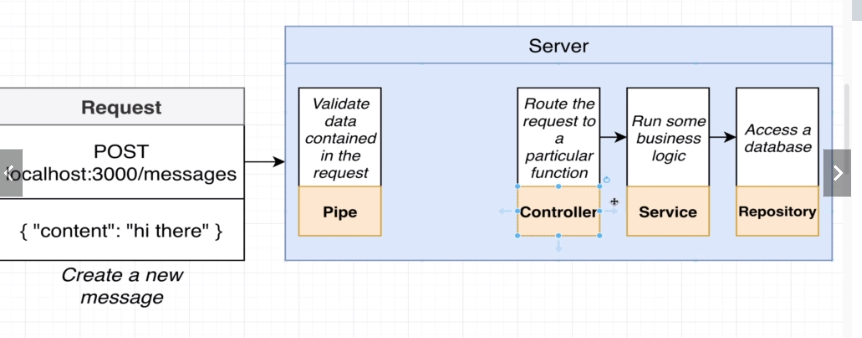 Server
Request
POST
localhost:3000/messages
{ "content": "hi there" }
Create a new
message
Validate
data
contained
in the
request
Pipe
Route the
request to
a
particular
function
Controller
Run some
business
logic
Service
Access a
database
Repository